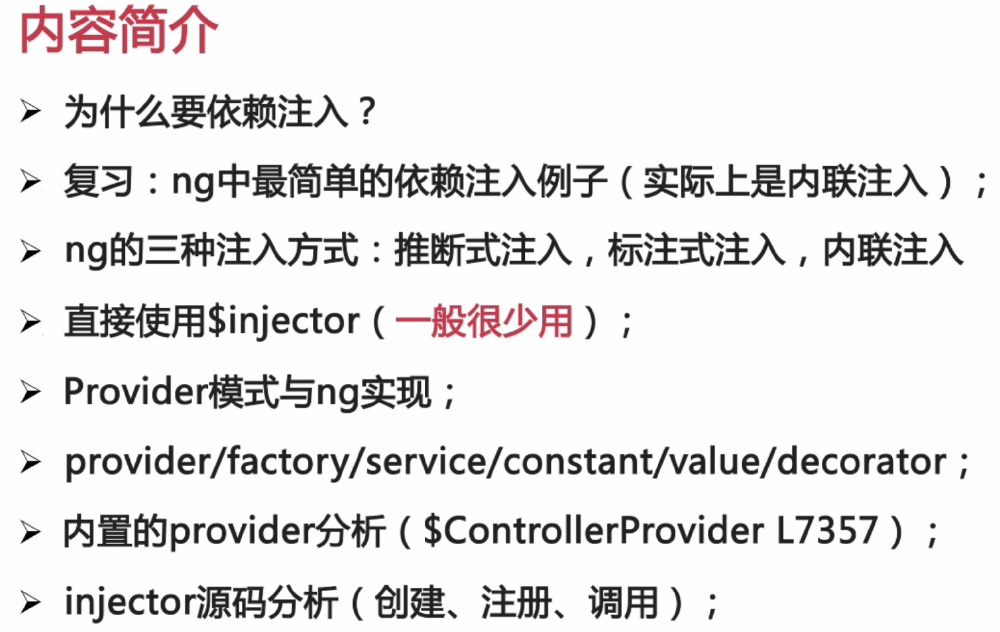 内容简介
为什么要依赖注入？
复习：ng中最简单的依赖注入例子（实际上是内联注入）；
ng的三种注入方式：推断式注入，标注式注入，内联注入
直接使用$injector（一般很少用）；
Provider模式与ng实现；
provider/factory/service/constant/value/decorator；
内置的provider分析（$ControllerProvider L7357）；
injector源码分析（创建、注册、调用）；